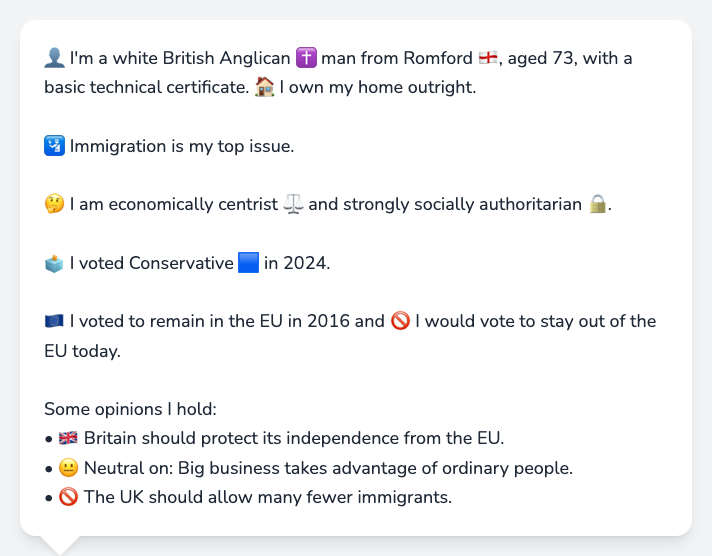 👤 I'm a white British Anglican ✝️ man from Romford 🏴󠁧󠁢󠁥󠁮󠁧󠁿, aged 73, with a
basic technical certificate. 🏠 I own my home outright.
🛂 Immigration is my top issue.
🤔 I am economically centrist ⚖️ and strongly socially authoritarian 🔒.
🗳️ I voted Conservative 🟦 in 2024.
🇪🇺 I voted to remain in the EU in 2016 and 🚫 I would vote to stay out of the
EU today.
Some opinions I hold:
• 🇬🇧 Britain should protect its independence from the EU.
• 😐 Neutral on: Big business takes advantage of ordinary people.
• 🚫 The UK should allow many fewer immigrants.